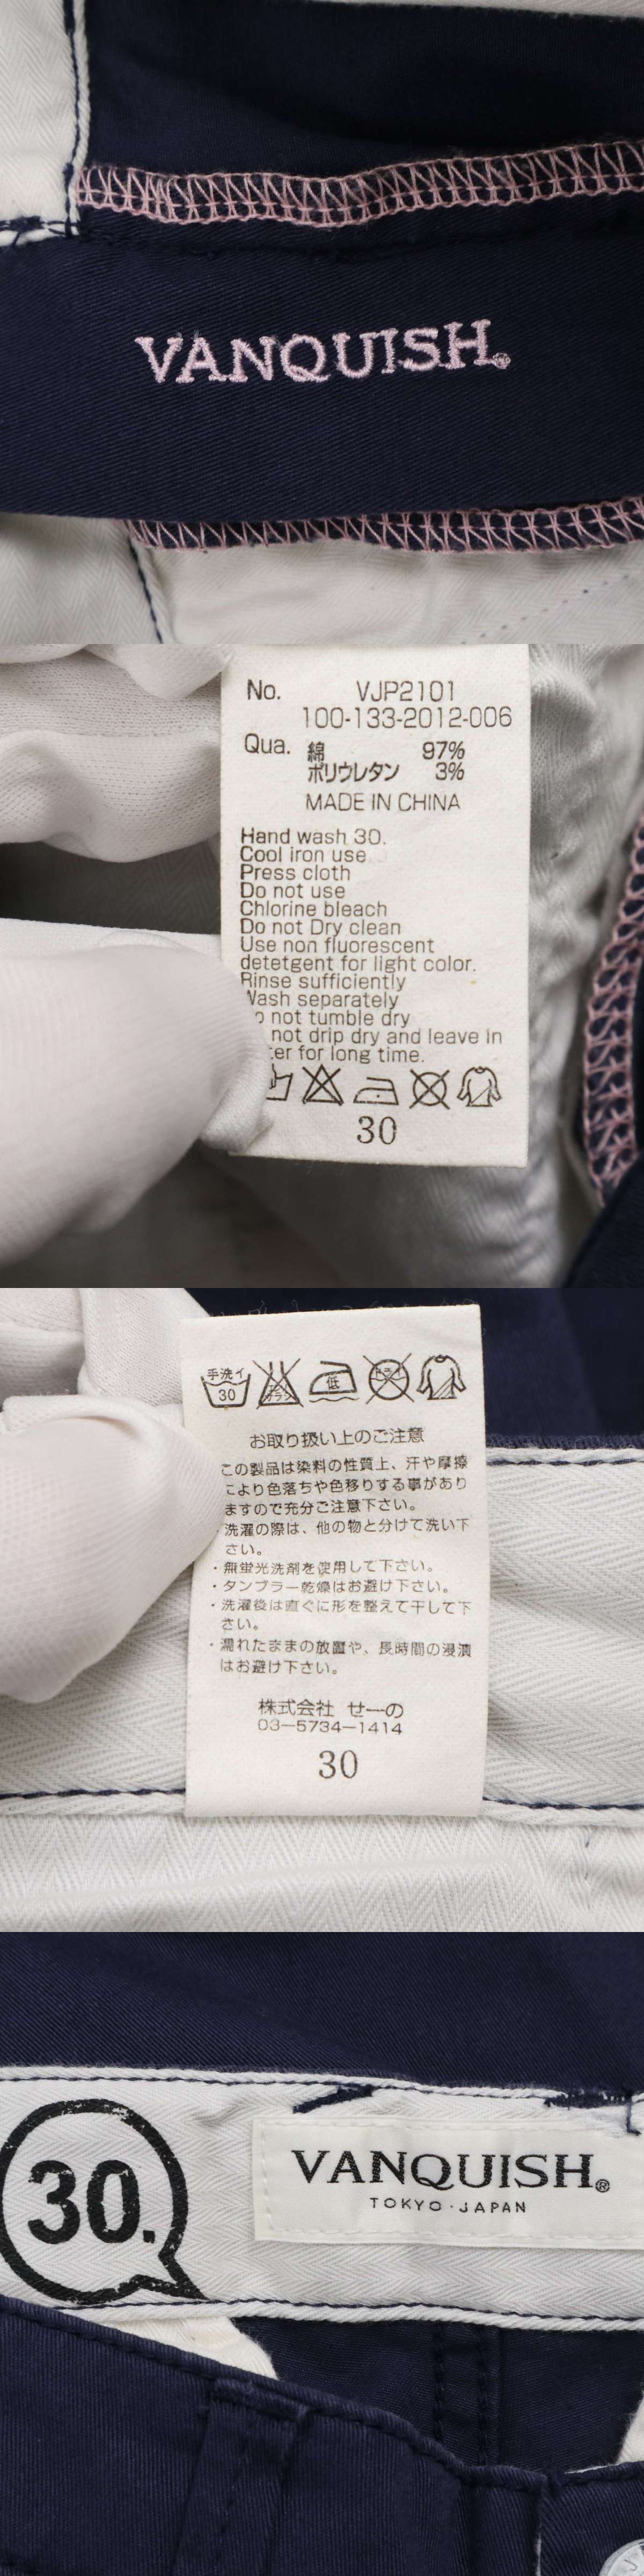 VANQUISH®
No. VJP2101
100-133-2012-006
Qua. 綿 97%
ポリウレタン 3%
MADE IN CHINA
Hand wash 30.
Cool iron use
Press cloth
Do not use
Chlorine bleach
Do not Dry clean
Use non fluorescent
detetgent for light color.
Rinse sufficiently
Wash separately
o not tumble dry
not drip dry and leave in
ter for long time.
30
手洗イ
30
低
お取り扱い上のご注意
この製品は染料の性質上、汗や摩擦
により色落ちや色移りする事があり
ますので充分ご注意下さい。
・洗濯の際は、他の物と分けて洗い下
さい。
・無蛍光洗剤を使用して下さい。
・タンブラー乾燥はお避け下さい。
・洗濯後は直ぐに形を整えて干して下
さい。
・濡れたままの放置や、長時間の浸漬
はお避け下さい。
株式会社 せーの
03-5734-1414
30
30.
VANQUISH®
TOKYO・JAPAN